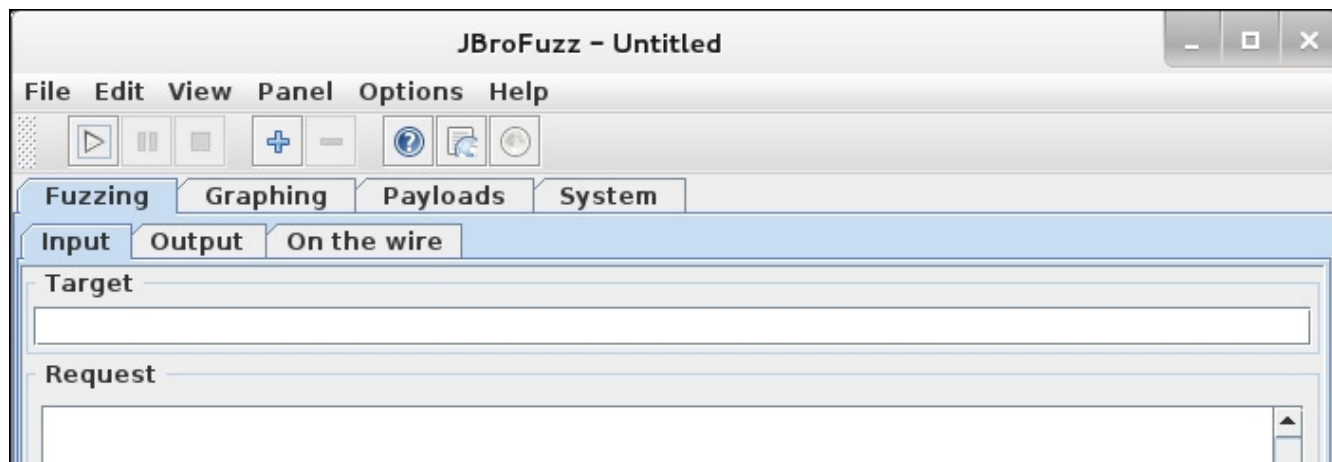 JBroFuzz – Untitled
File Edit View Panel Options Help
Fuzzing Graphing Payloads System
Input Output On the wire
Target
Request